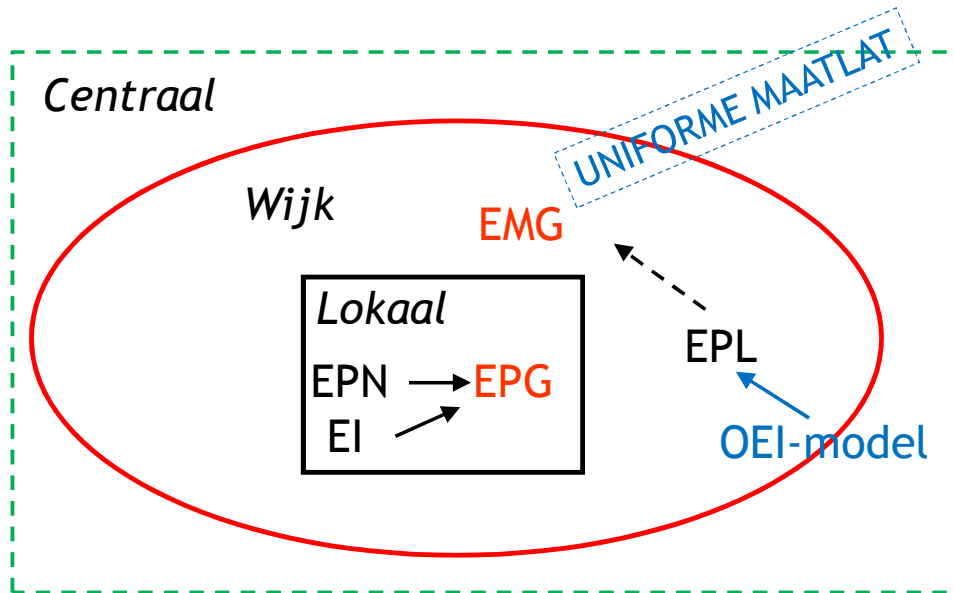 Centraal
UNIFORME MAATLAT
Wijk
EMG
Lokaal
EPL
EPN
EPG
EI
OEI-model